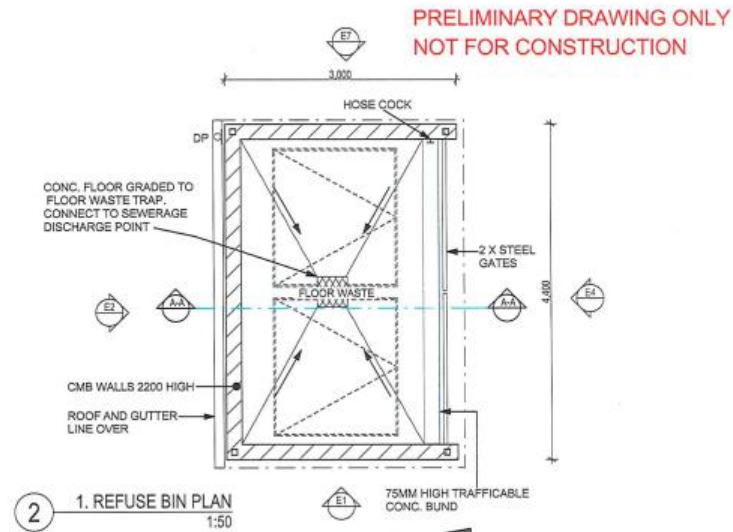 PRELIMINARY DRAWING ONLY
NOT FOR CONSTRUCTION
E7
3,000
HOSE COCK
DP
CONC. FLOOR GRADED TO
FLOOR WASTE TRAP.
CONNECT TO SEWERAGE
DISCHARGE POINT
2 X STEEL
GATES
FLOOR WASTE
E2
A-A
A-A
4,400
E4
CMB WALLS 2200 HIGH
ROOF AND GUTTER
LINE OVER
2
1. REFUSE BIN PLAN
1:50
E1
75MM HIGH TRAFFICABLE
CONC. BUND